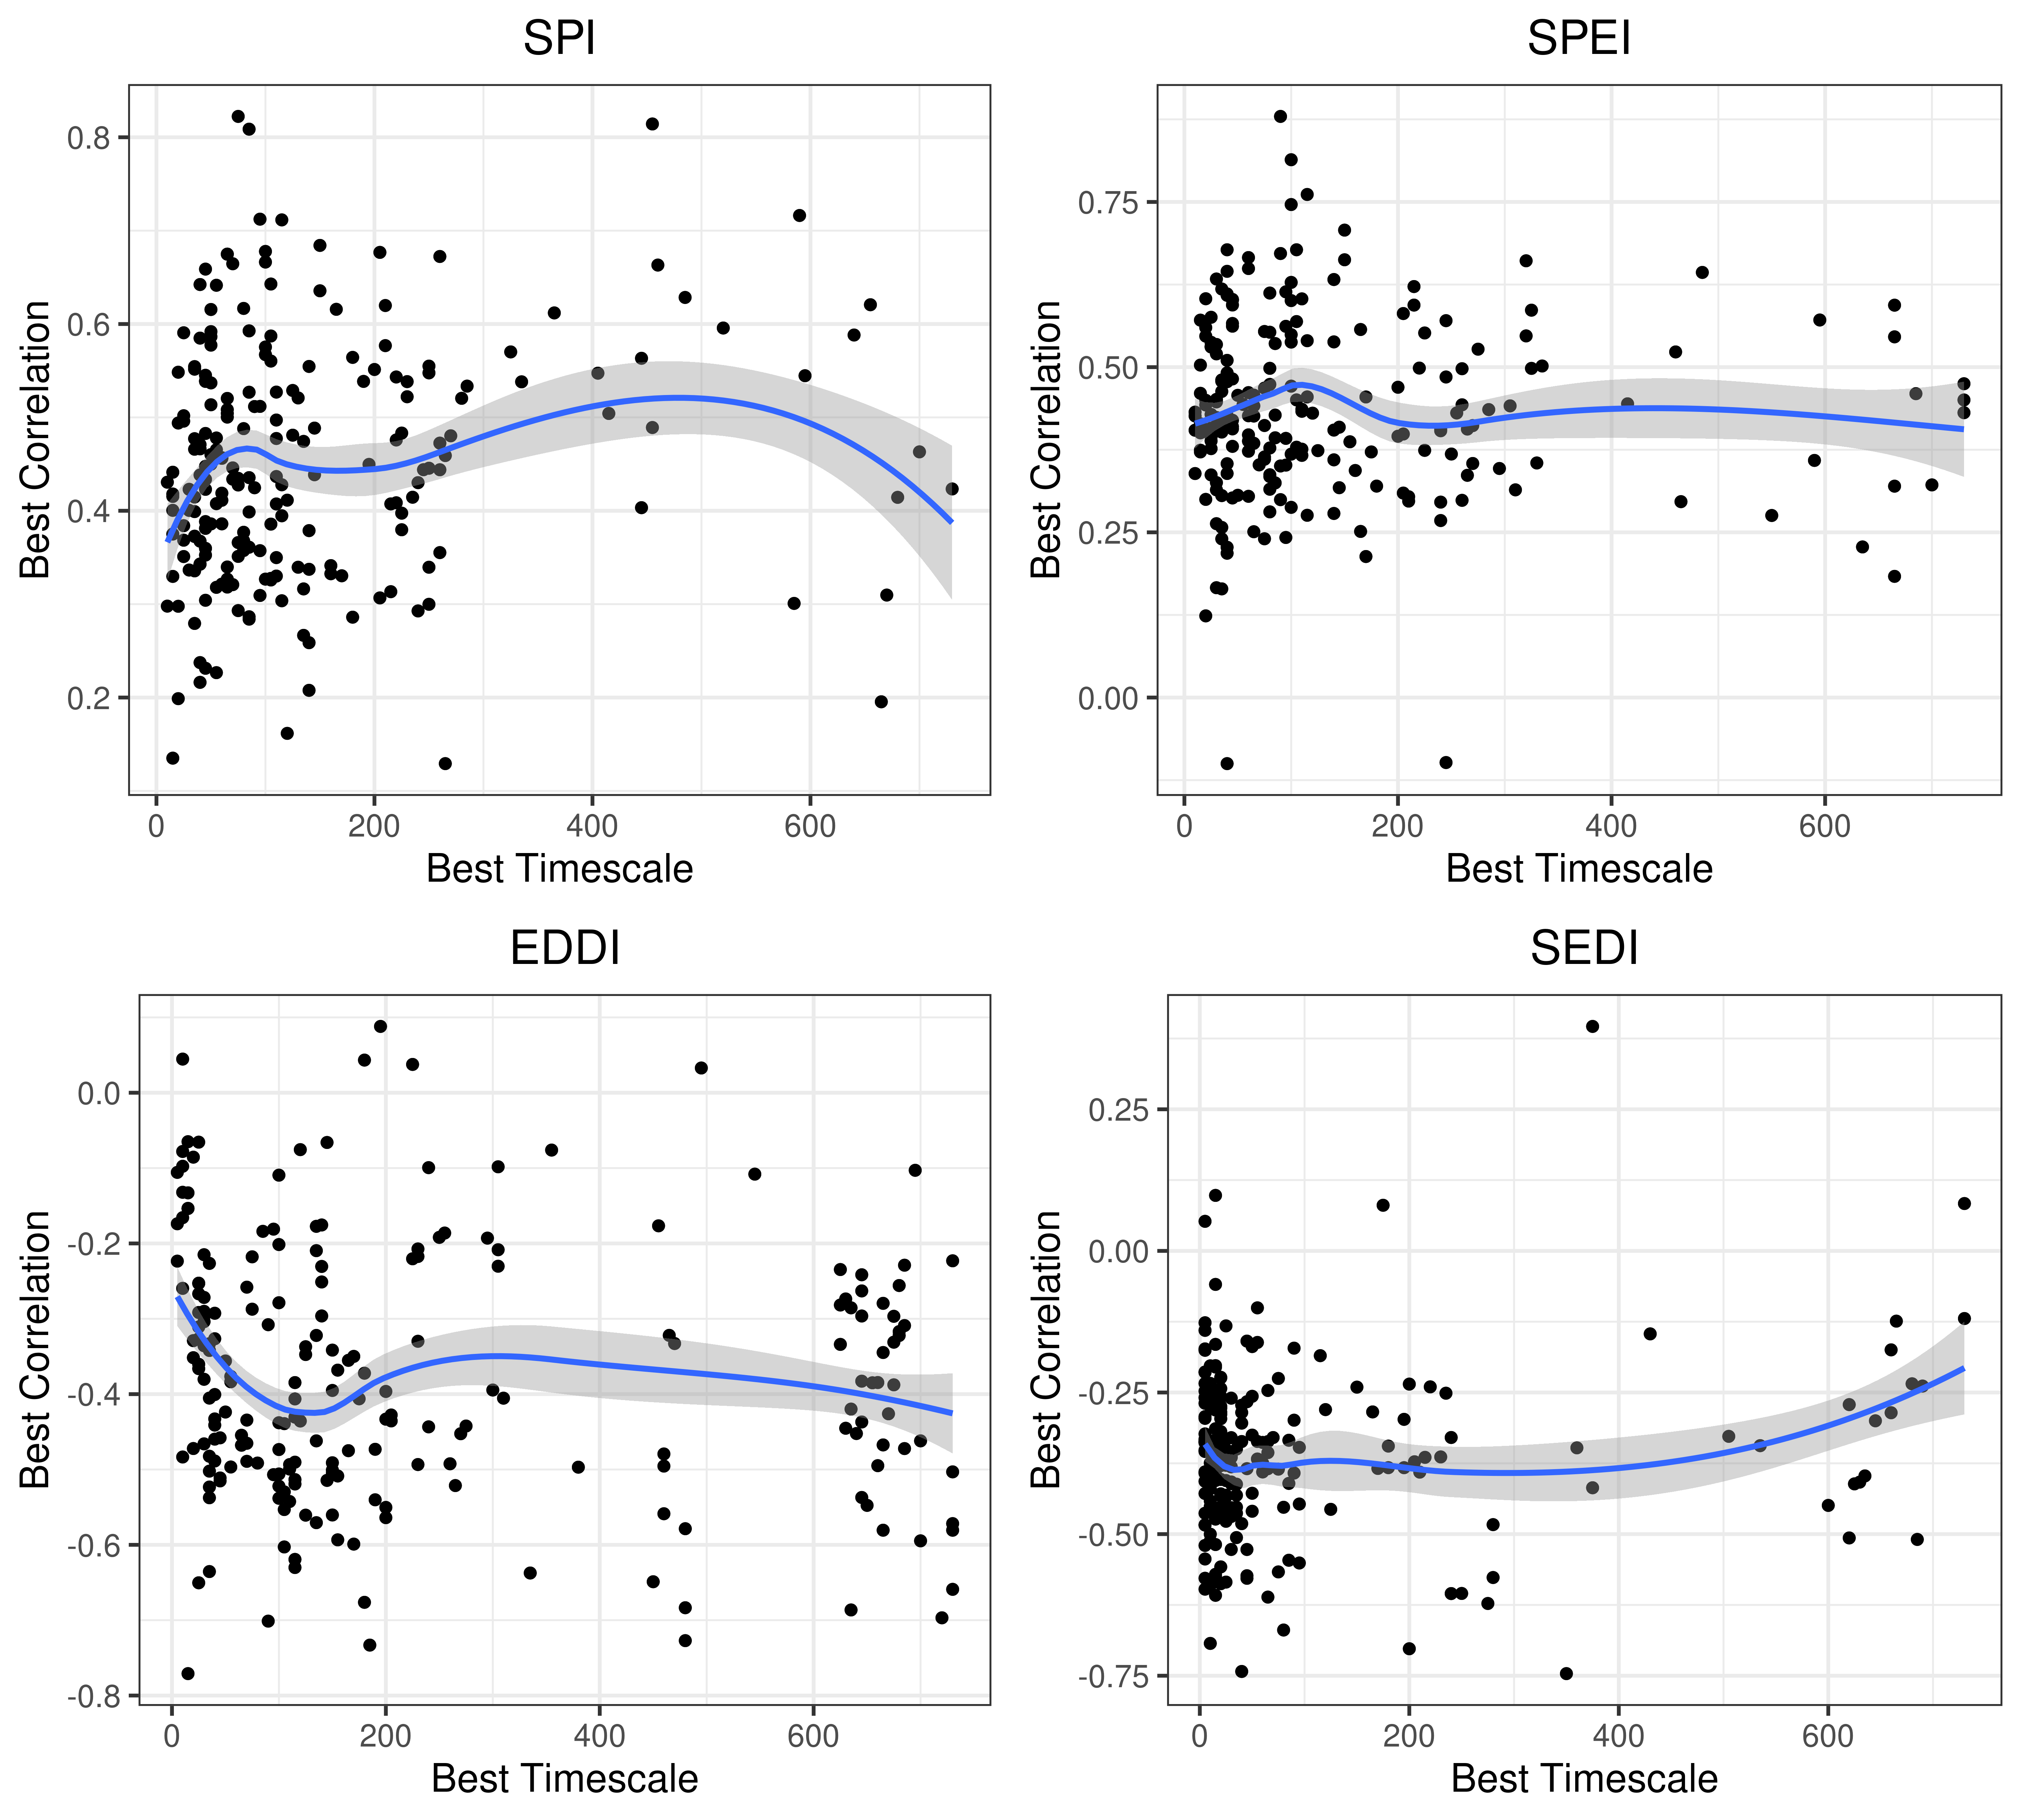 SPI
0.8
0.6
0.4
0.2
Best Correlation
0 200 400 600
Best Timescale
SPEI
0.75
0.50
0.25
0.00
Best Correlation
0 200 400 600
Best Timescale
EDDI
0.0
-0.2
-0.4
-0.6
-0.8
Best Correlation
0 200 400 600
Best Timescale
SEDI
0.25
0.00
-0.25
-0.50
-0.75
Best Correlation
0 200 400 600
Best Timescale